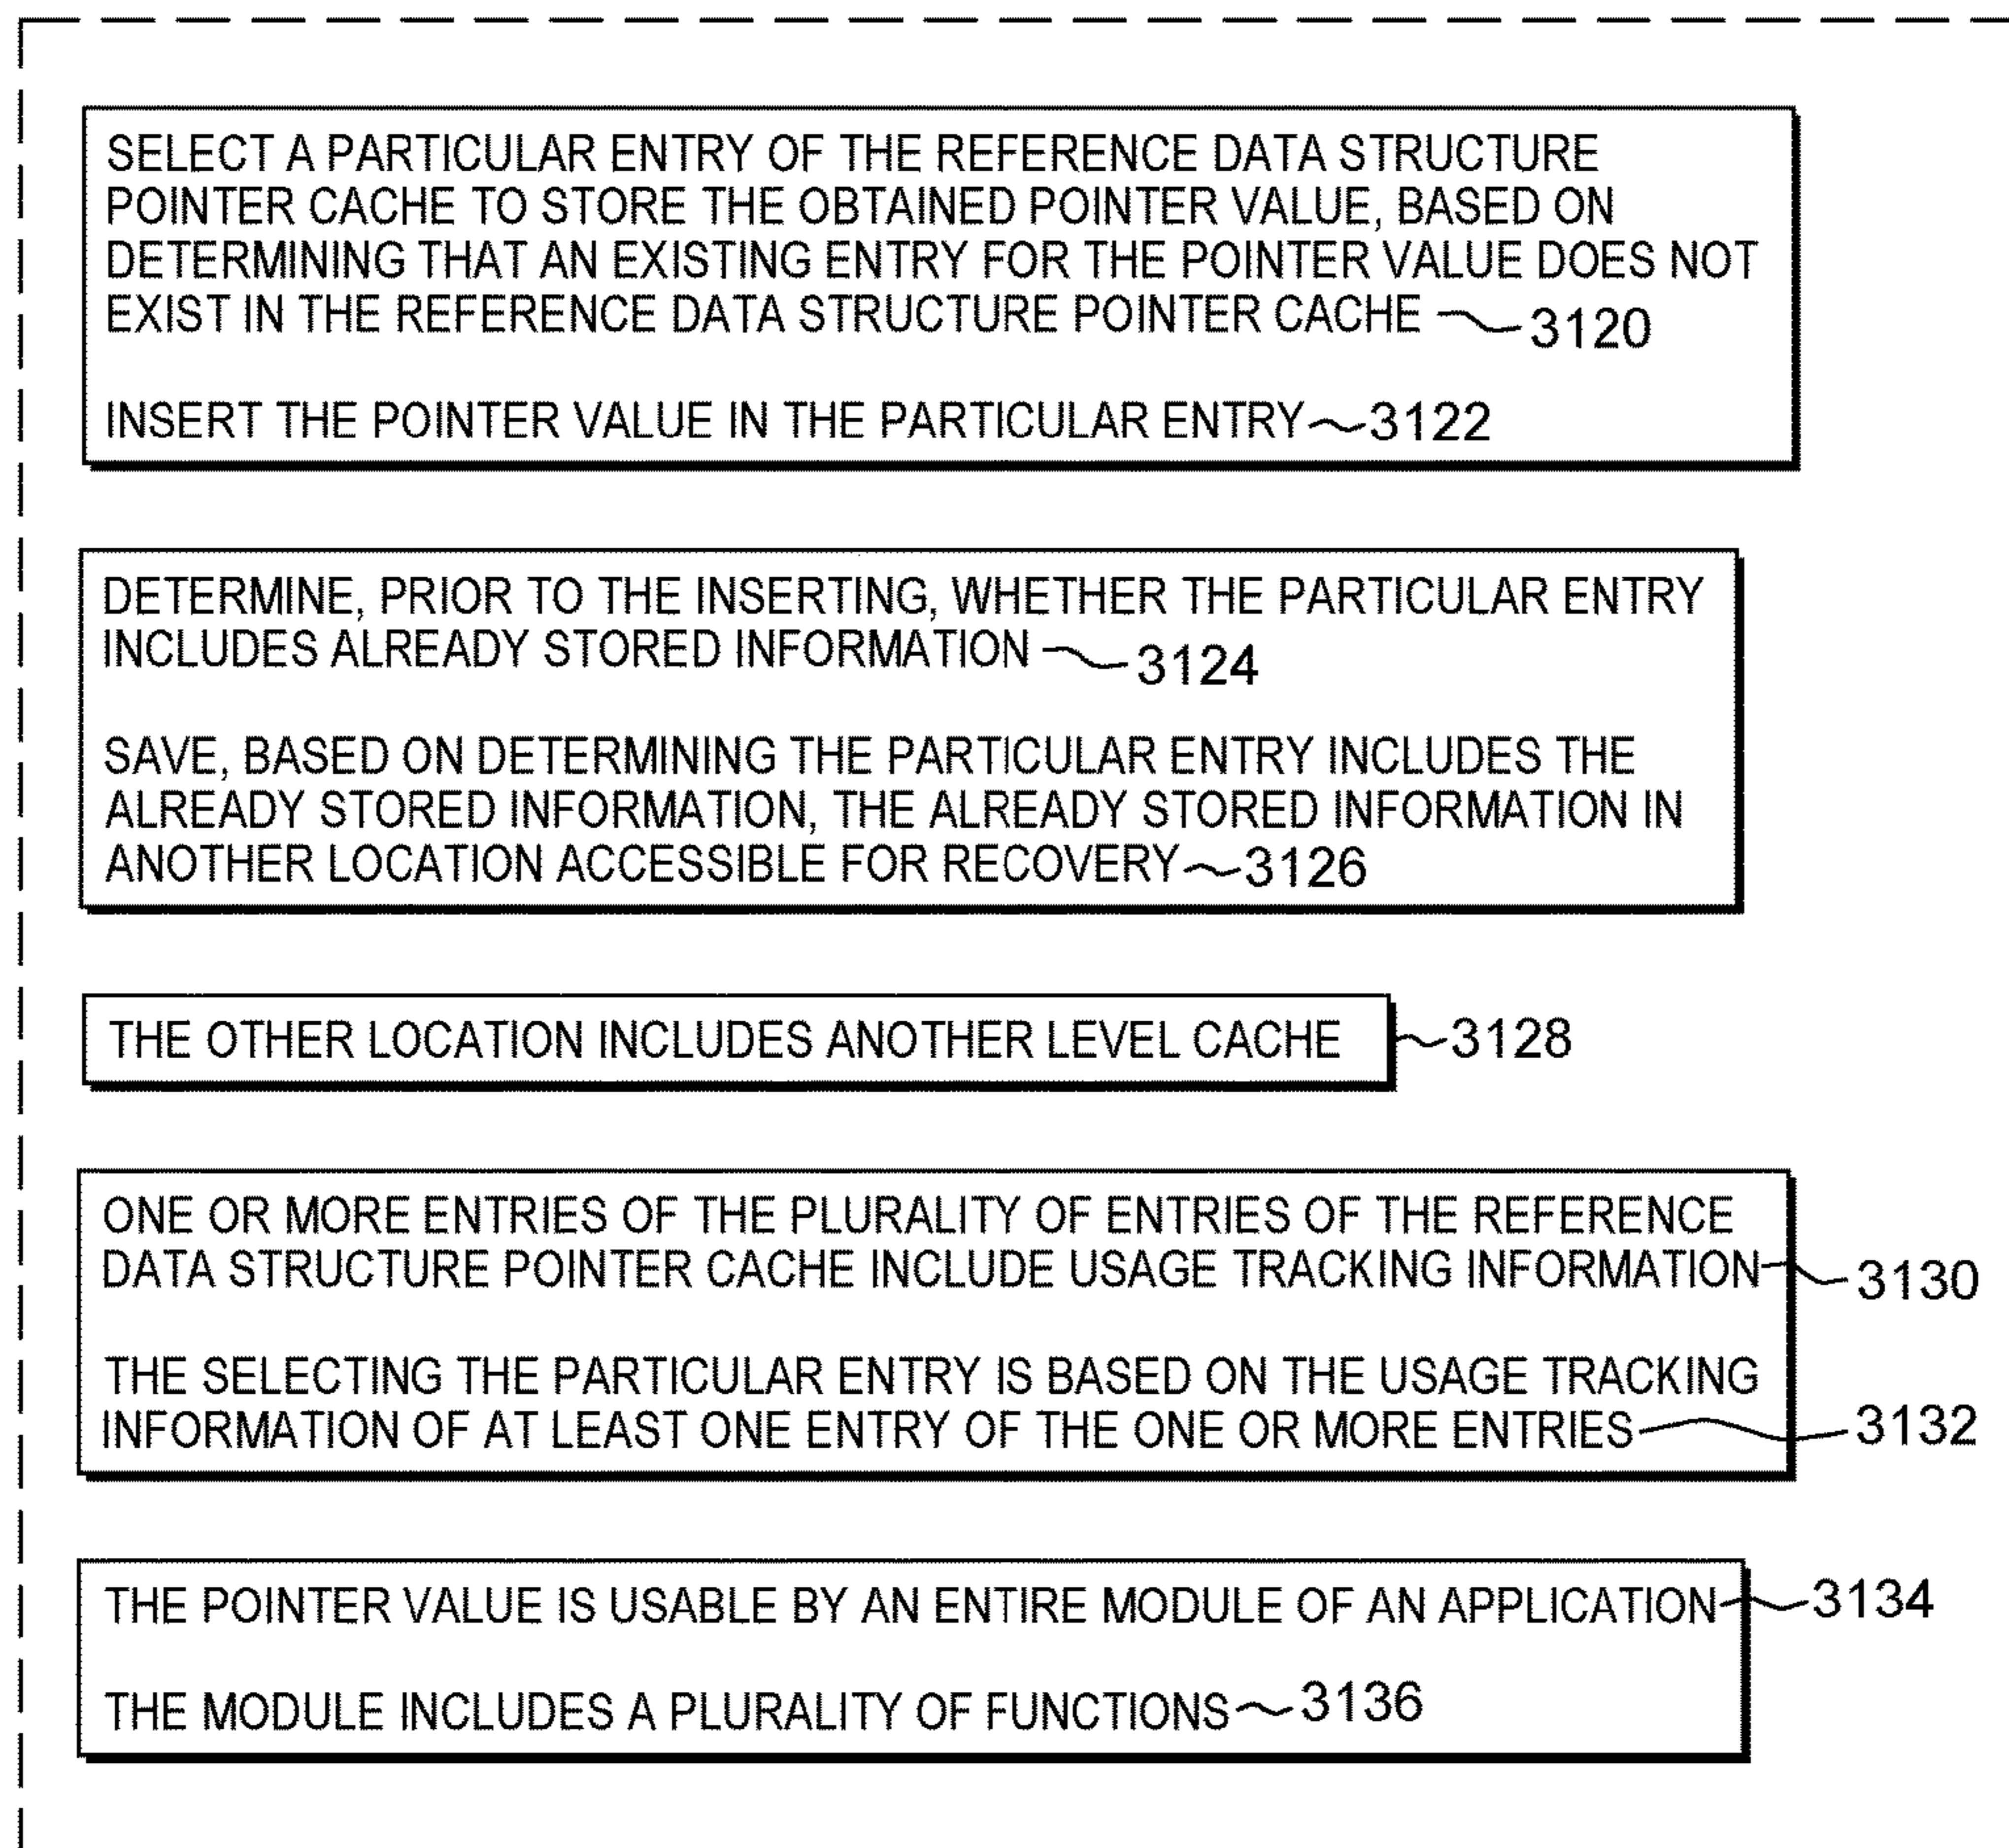 SELECT A PARTICULAR ENTRY OF THE REFERENCE DATA STRUCTURE
POINTER CACHE TO STORE THE OBTAINED POINTER VALUE, BASED ON
DETERMINING THAT AN EXISTING ENTRY FOR THE POINTER VALUE DOES NOT
EXIST IN THE REFERENCE DATA STRUCTURE POINTER CACHE 3120
INSERT THE POINTER VALUE IN THE PARTICULAR ENTRY 3122
DETERMINE, PRIOR TO THE INSERTING, WHETHER THE PARTICULAR ENTRY
INCLUDES ALREADY STORED INFORMATION 3124
SAVE, BASED ON DETERMINING THE PARTICULAR ENTRY INCLUDES THE
ALREADY STORED INFORMATION, THE ALREADY STORED INFORMATION IN
ANOTHER LOCATION ACCESSIBLE FOR RECOVERY 3126
THE OTHER LOCATION INCLUDES ANOTHER LEVEL CACHE 3128
ONE OR MORE ENTRIES OF THE PLURALITY OF ENTRIES OF THE REFERENCE
DATA STRUCTURE POINTER CACHE INCLUDE USAGE TRACKING INFORMATION 3130
THE SELECTING THE PARTICULAR ENTRY IS BASED ON THE USAGE TRACKING
INFORMATION OF AT LEAST ONE ENTRY OF THE ONE OR MORE ENTRIES 3132
THE POINTER VALUE IS USABLE BY AN ENTIRE MODULE OF AN APPLICATION 3134
THE MODULE INCLUDES A PLURALITY OF FUNCTIONS 3136